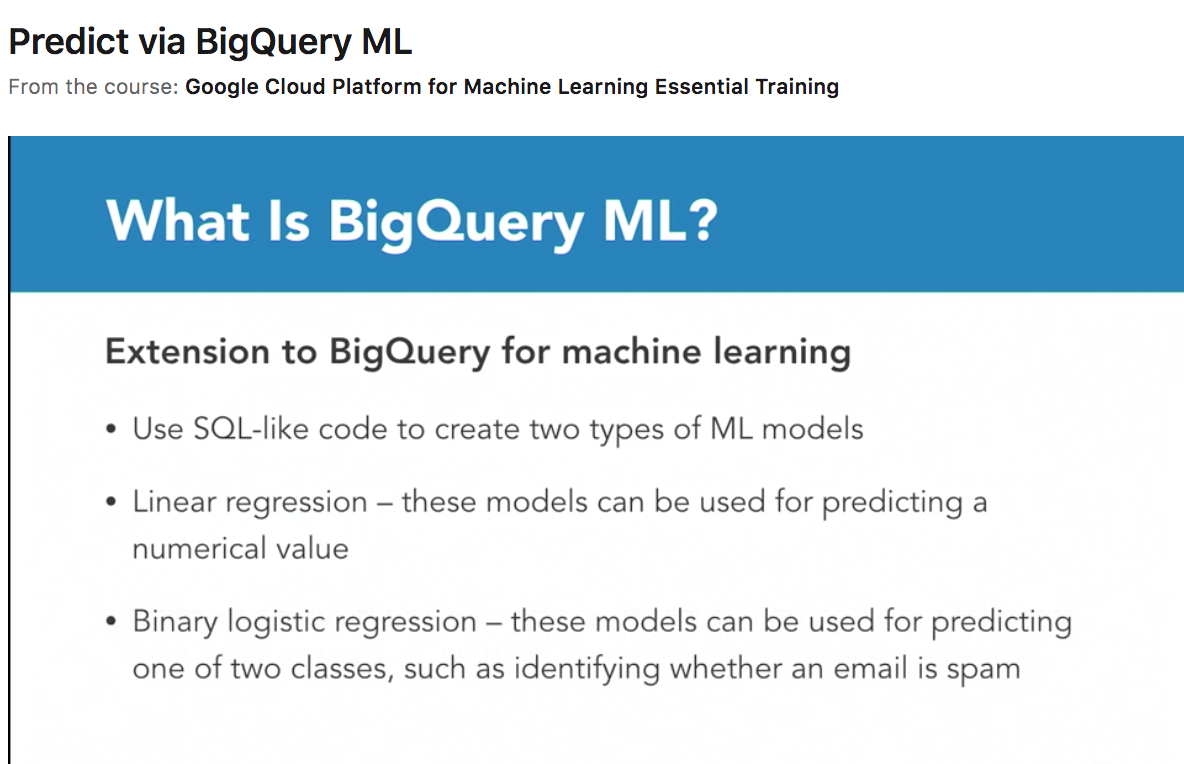 Predict via BigQuery ML
From the course: Google Cloud Platform for Machine Learning Essential Training
What Is BigQuery ML?
Extension to BigQuery for machine learning
• Use SQL-like code to create two types of ML models
• Linear regression – these models can be used for predicting a
numerical value
• Binary logistic regression – these models can be used for predicting
one of two classes, such as identifying whether an email is spam